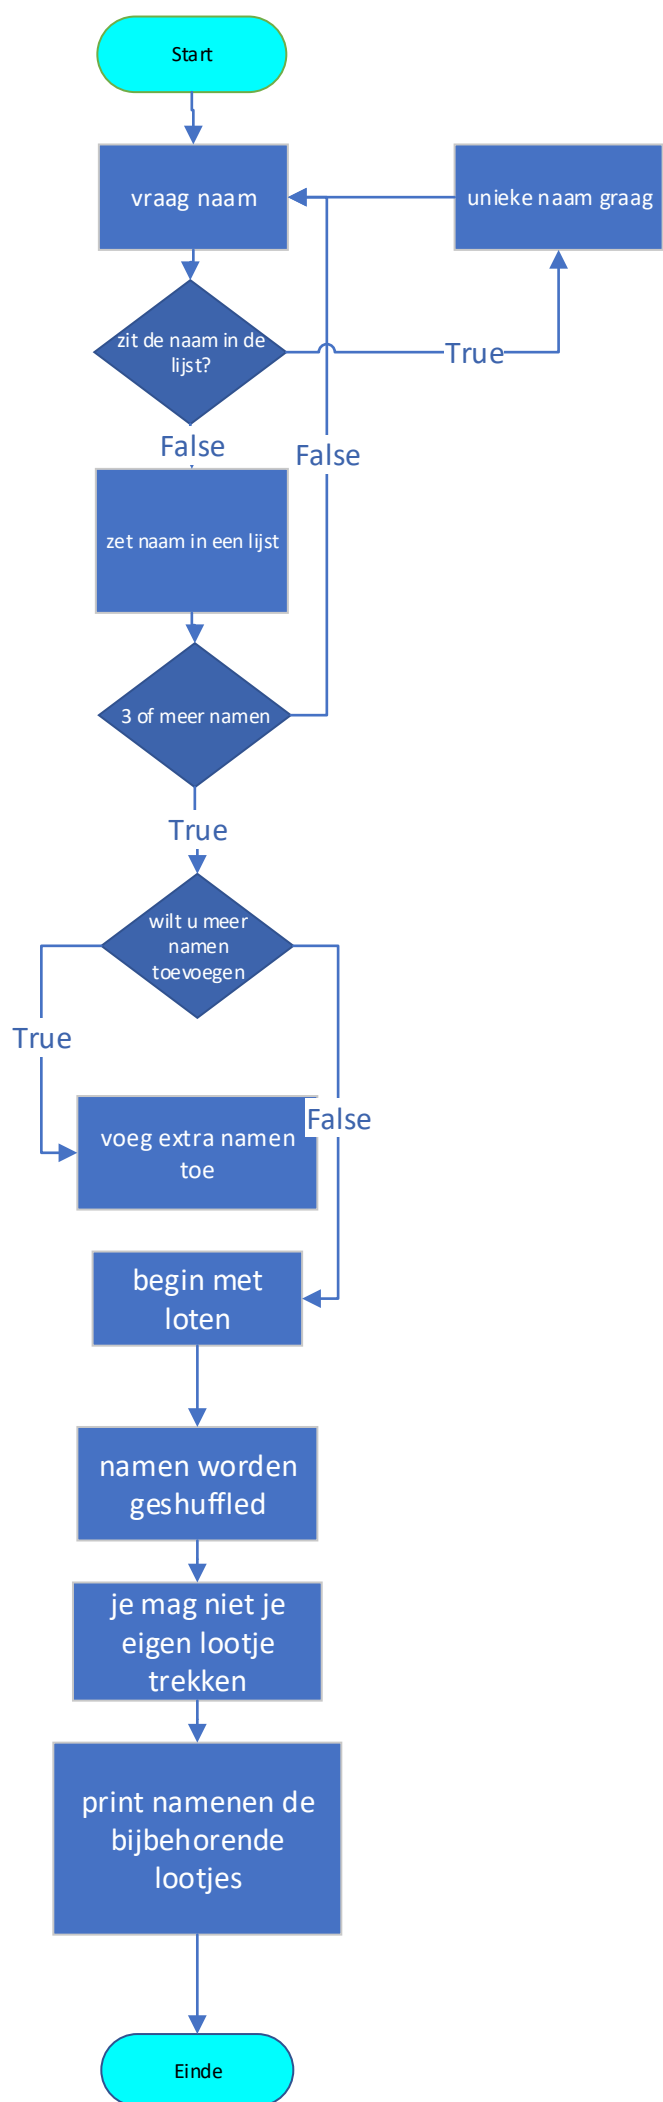 Start
vraag naam
unieke naam graag
zit de naam in de
lijst?
True
False
False
zet naam in een lijst
3 of meer namen
True
wilt u meer
namen
toevoegen
True
False
voeg extra namen
toe
begin met
loten
namen worden
geshuffled
je mag niet je
eigen lootje
trekken
print namenen de
bijbehorende
lootjes
Einde